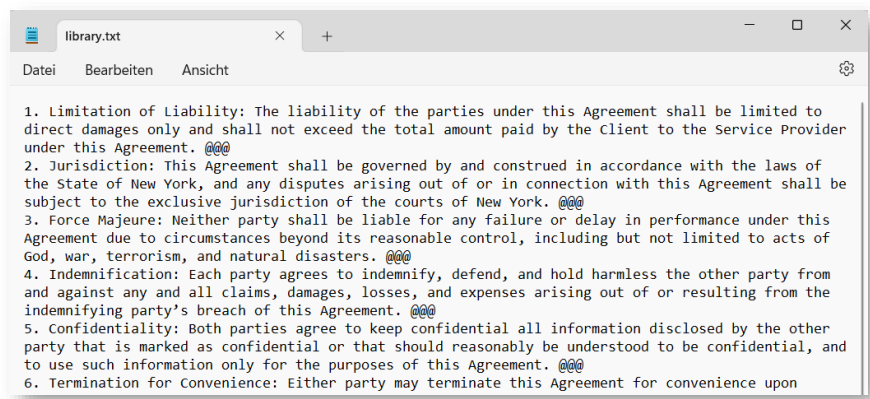 library.txt
Datei Bearbeiten Ansicht
1. Limitation of Liability: The liability of the parties under this Agreement shall be limited to
direct damages only and shall not exceed the total amount paid by the Client to the Service Provider
under this Agreement. @@@
2. Jurisdiction: This Agreement shall be governed by and construed in accordance with the laws of
the State of New York, and any disputes arising out of or in connection with this Agreement shall be
subject to the exclusive jurisdiction of the courts of New York. @@@
3. Force Majeure: Neither party shall be liable for any failure or delay in performance under this
Agreement due to circumstances beyond its reasonable control, including but not limited to acts of
God, war, terrorism, and natural disasters. @@@
4. Indemnification: Each party agrees to indemnify, defend, and hold harmless the other party from
and against any and all claims, damages, losses, and expenses arising out of or resulting from the
indemnifying party’s breach of this Agreement. @@@
5. Confidentiality: Both parties agree to keep confidential all information disclosed by the other
party that is marked as confidential or that should reasonably be understood to be confidential, and
to use such information only for the purposes of this Agreement. @@@
6. Termination for Convenience: Either party may terminate this Agreement for convenience upon